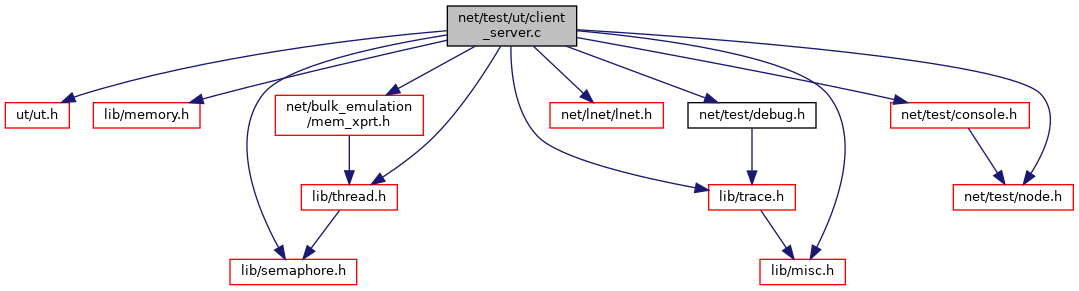 net/test/ut/client
_server.c
ut/ut.h
lib/memory.h
net/bulk_emulation
/mem_xprt.h
net/lnet/lnet.h
net/test/debug.h
net/test/console.h
lib/thread.h
lib/trace.h
net/test/node.h
lib/semaphore.h
lib/misc.h